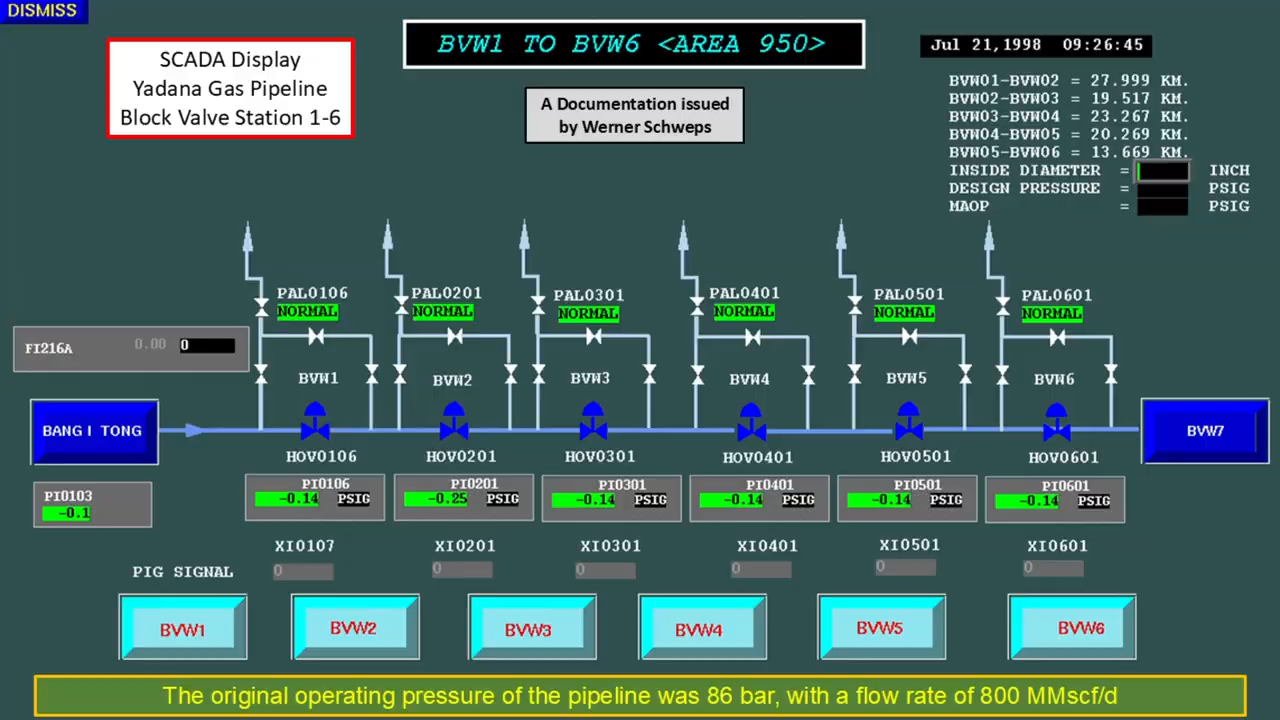 DISMISS
SCADA Display
Yadana Gas Pipeline
Block Valve Station 1-6
BVW1 TO BVW6 <AREA 950>
A Documentation issued
by Werner Schweps
Jul 21,1998 09:26:45
BVW01-BVW02 = 27.999 KM.
BVW02-BVW03 = 19.517 KM.
BVW03-BVW04 = 23.267 KM.
BVW04-BVW05 = 20.269 KM.
BVW05-BVW06 = 13.669 KM.
INSIDE DIAMETER = INCH
DESIGN PRESSURE = PSIG
MAOP = PSIG
PAL0106 PAL0201 PAL0301 PAL0401 PAL0501 PAL0601
NORMAL NORMAL NORMAL NORMAL NORMAL NORMAL
FI216A 0.00 0
BVW1 BVW2 BVW3 BVW4 BVW5 BVW6
BANG I TONG BVW7
HOV0106 HOV0201 HOV0301 HOV0401 HOV0501 HOV0601
PI0103
-0.1
PI0106 PI0201 PI0301 PI0401 PI0501 PI0601
-0.14 PSIG -0.25 PSIG -0.14 PSIG -0.14 PSIG -0.14 PSIG -0.14 PSIG
XI0107 XI0201 XI0301 XI0401 XI0501 XI0601
PIG SIGNAL 0 0 0 0 0 0
BVW1 BVW2 BVW3 BVW4 BVW5 BVW6
The original operating pressure of the pipeline was 86 bar, with a flow rate of 800 MMscf/d